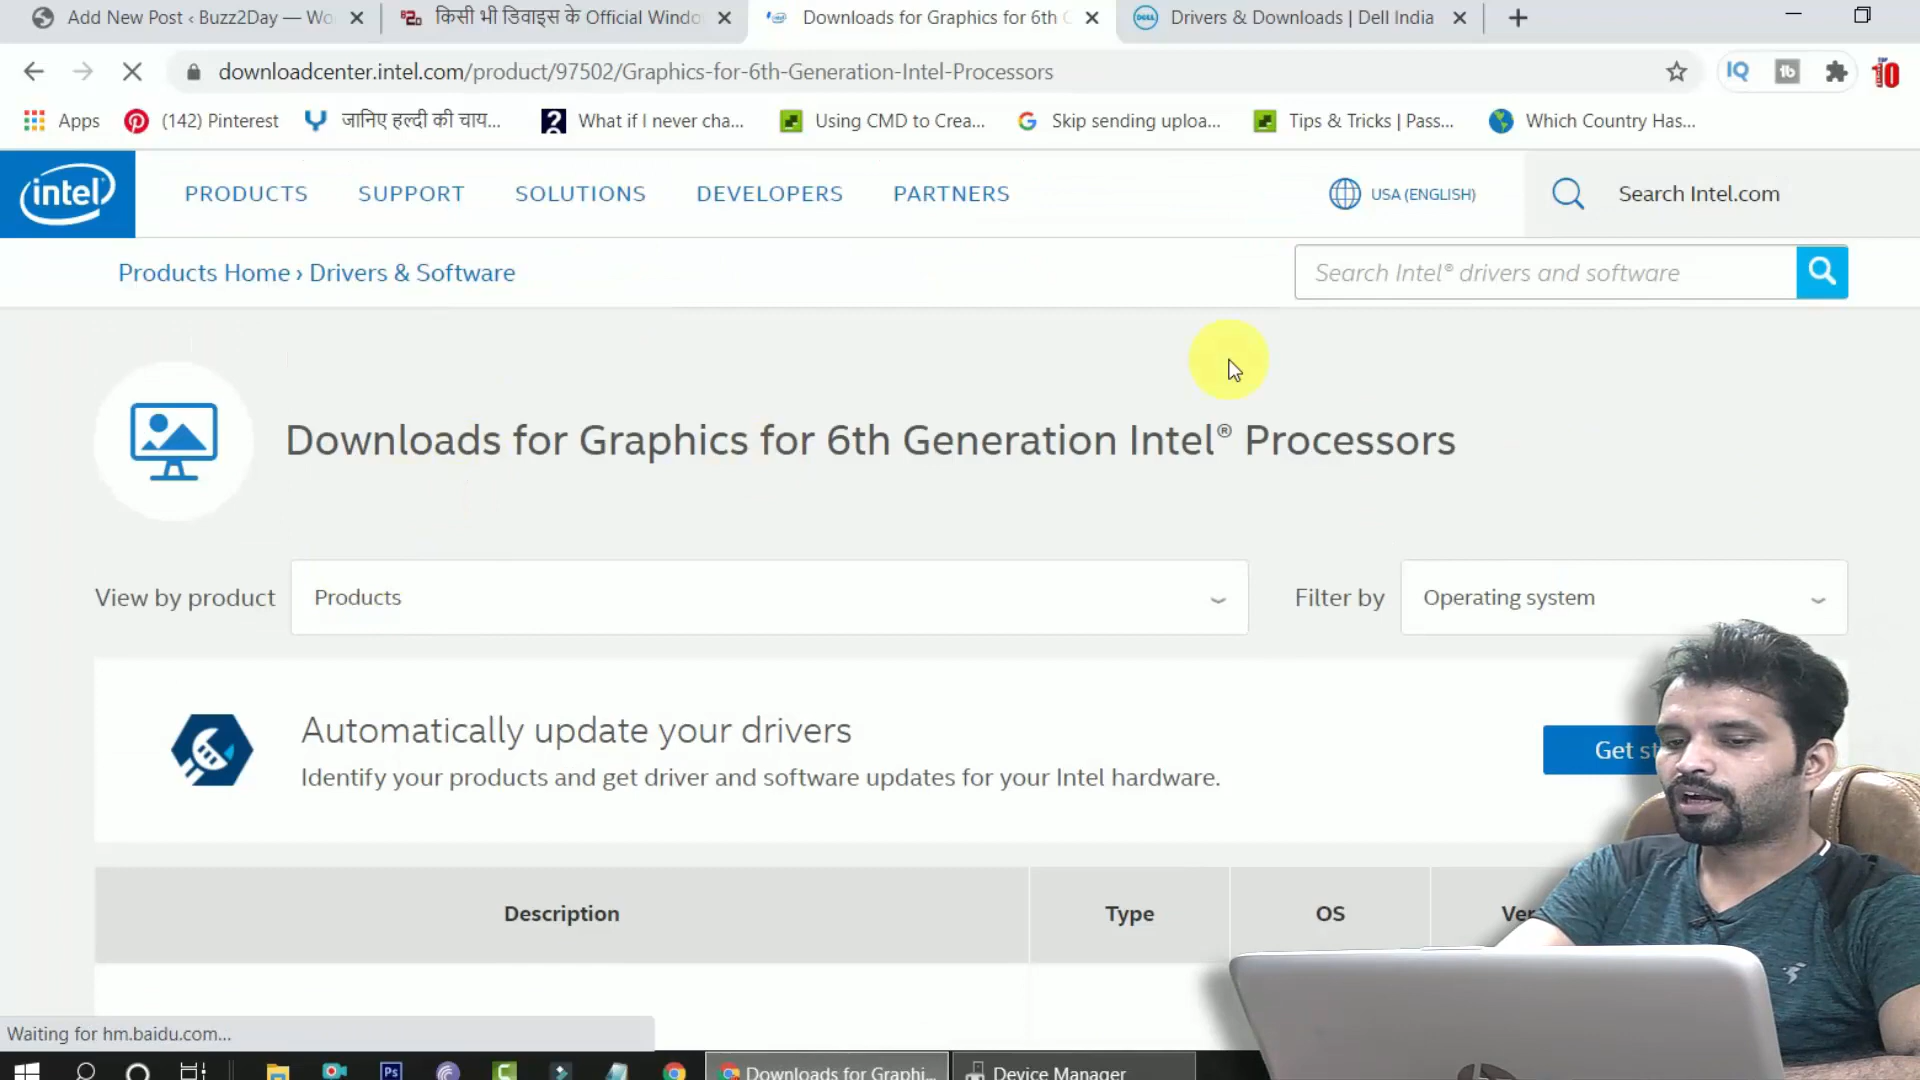 Add New Post ‹ Buzz2Day — Wo
किसी भी डिवाइस के Official Windo
Downloads for Graphics for 6th G
Drivers & Downloads | Dell India
downloadcenter.intel.com/product/97502/Graphics-for-6th-Generation-Intel-Processors
IQ
tb
10
Apps
(142) Pinterest
जानिए हल्दी की चाय...
What if I never cha...
Using CMD to Crea...
Skip sending uploa...
Tips & Tricks | Pass...
Which Country Has...
intel
PRODUCTS
SUPPORT
SOLUTIONS
DEVELOPERS
PARTNERS
USA (ENGLISH)
Search Intel.com
Products Home › Drivers & Software
Search Intel® drivers and software
Downloads for Graphics for 6th Generation Intel® Processors
View by product
Products
Filter by
Operating system
Automatically update your drivers
Get st
Identify your products and get driver and software updates for your Intel hardware.
Description
Type
OS
Ver
Waiting for hm.baidu.com...
Ps
Downloads for Graphi...
Device Manager